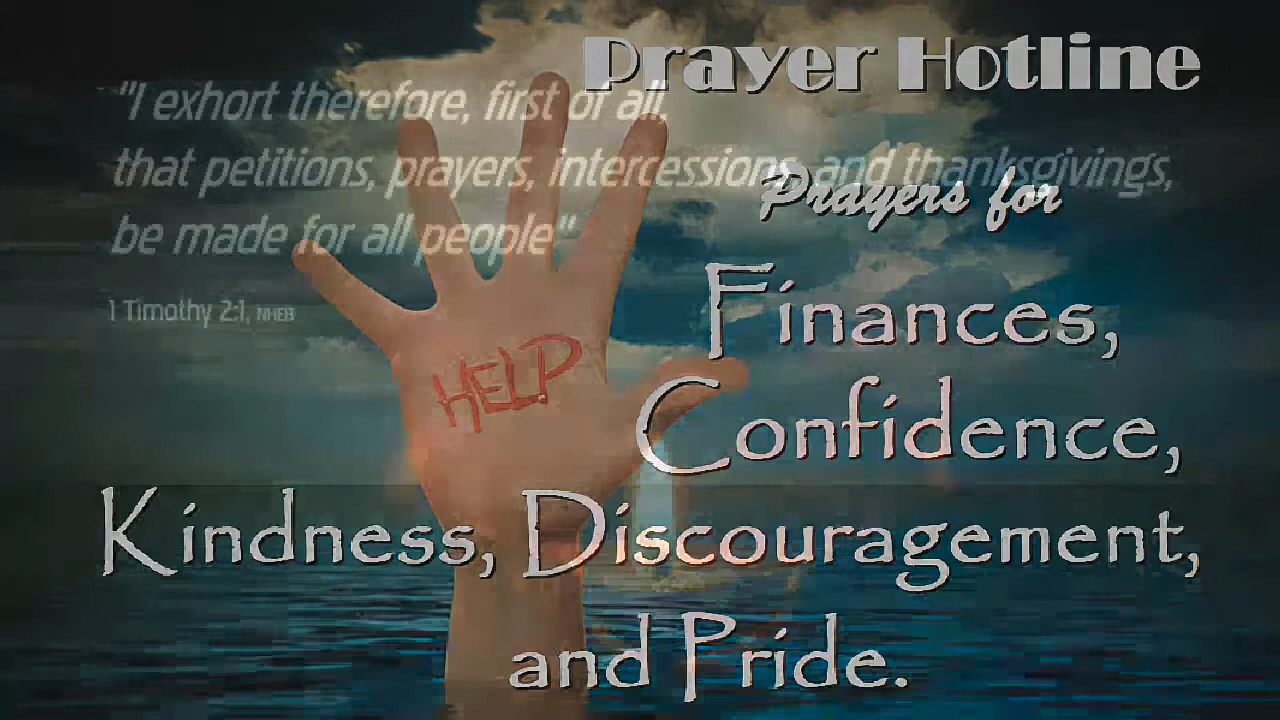 Prayer Hotline
"I exhort therefore, first of all,
that petitions, prayers, intercessions, and thanksgivings,
be made for all people"
1 Timothy 2:1, NHEB
HELP
Prayers for
Finances,
Confidence,
Kindness, Discouragement,
and Pride.